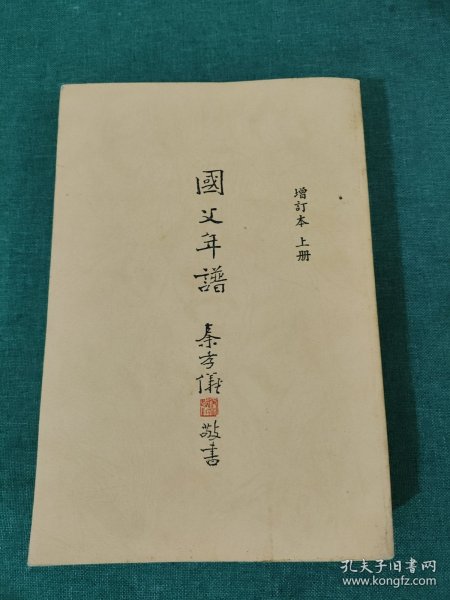 增訂本 上册
國父年譜
秦孝儀
敬書
孔夫子旧书网
www.kongfz.com